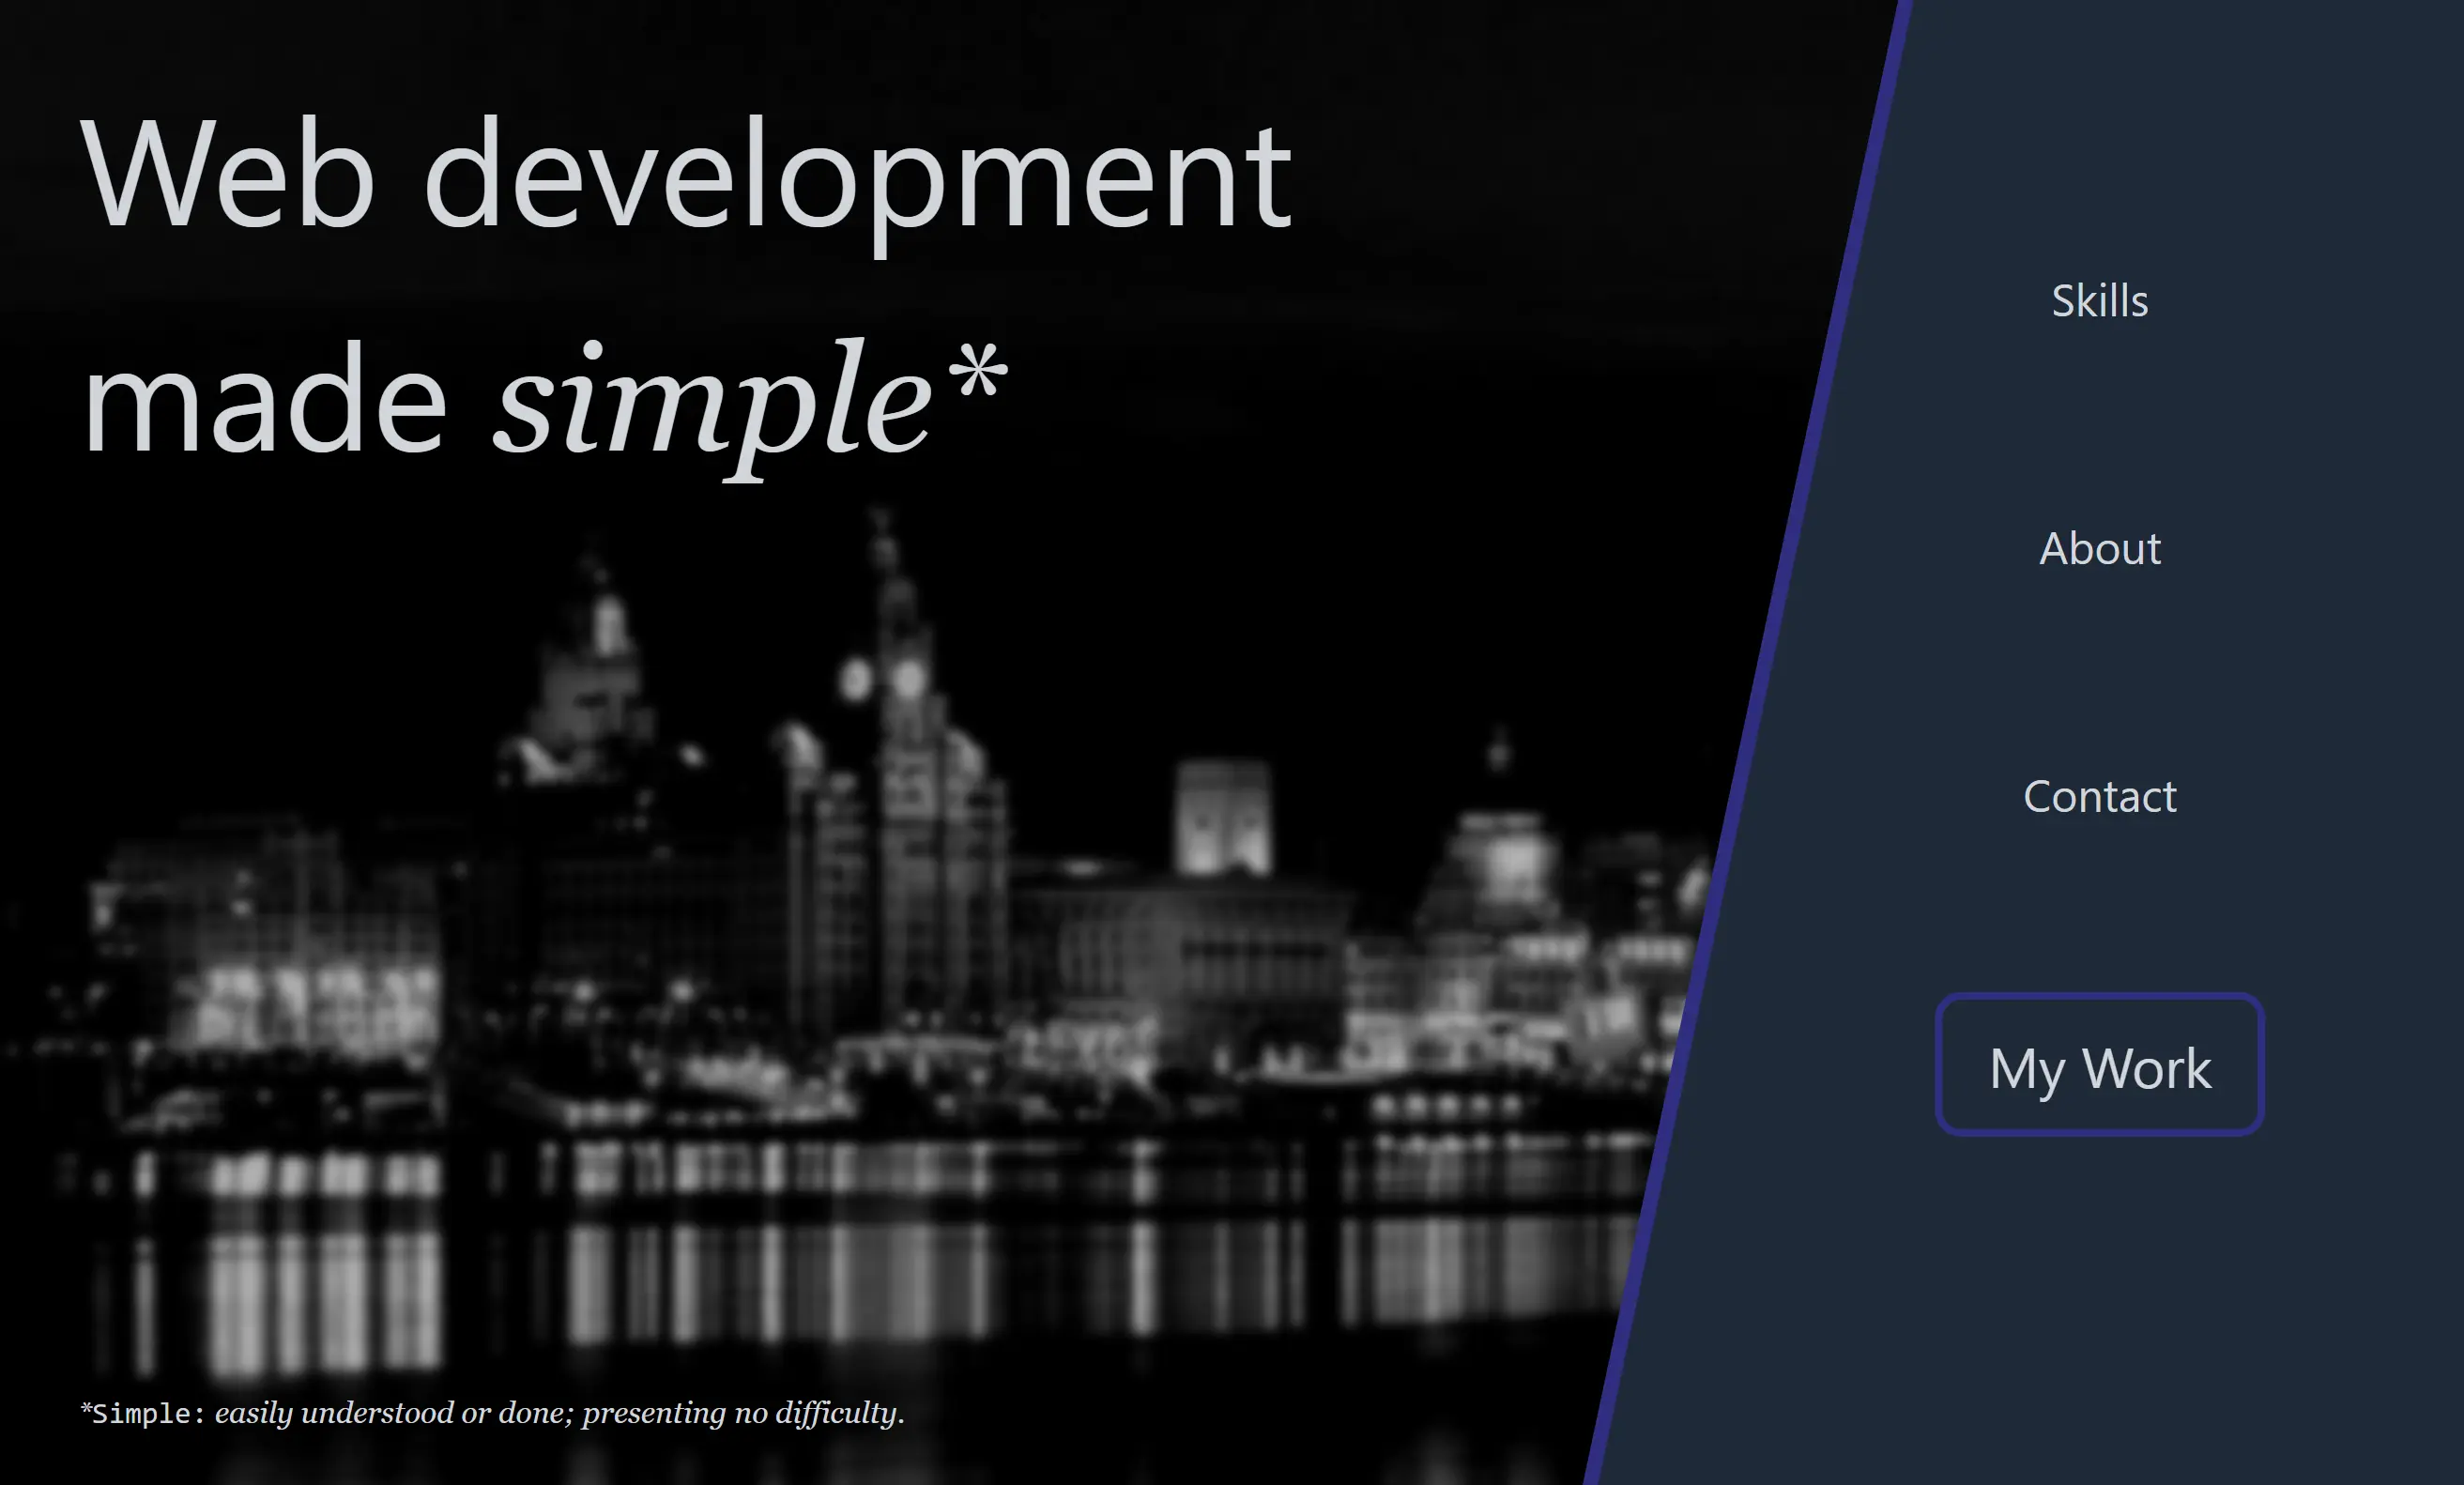 Web development
made simple*
Skills
About
Contact
My Work
*Simple: easily understood or done; presenting no difficulty.